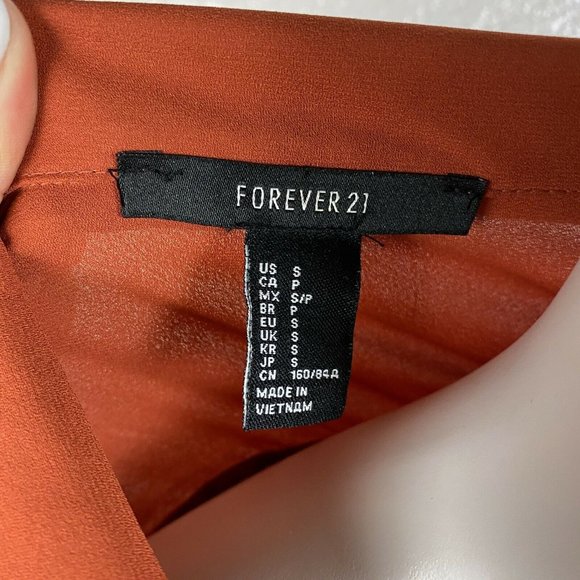 FOREVER 21
US S
CA P
MX S/P
BR P
EU S
UK S
KR S
JP S
CN 160/84A
MADE IN
VIETNAM